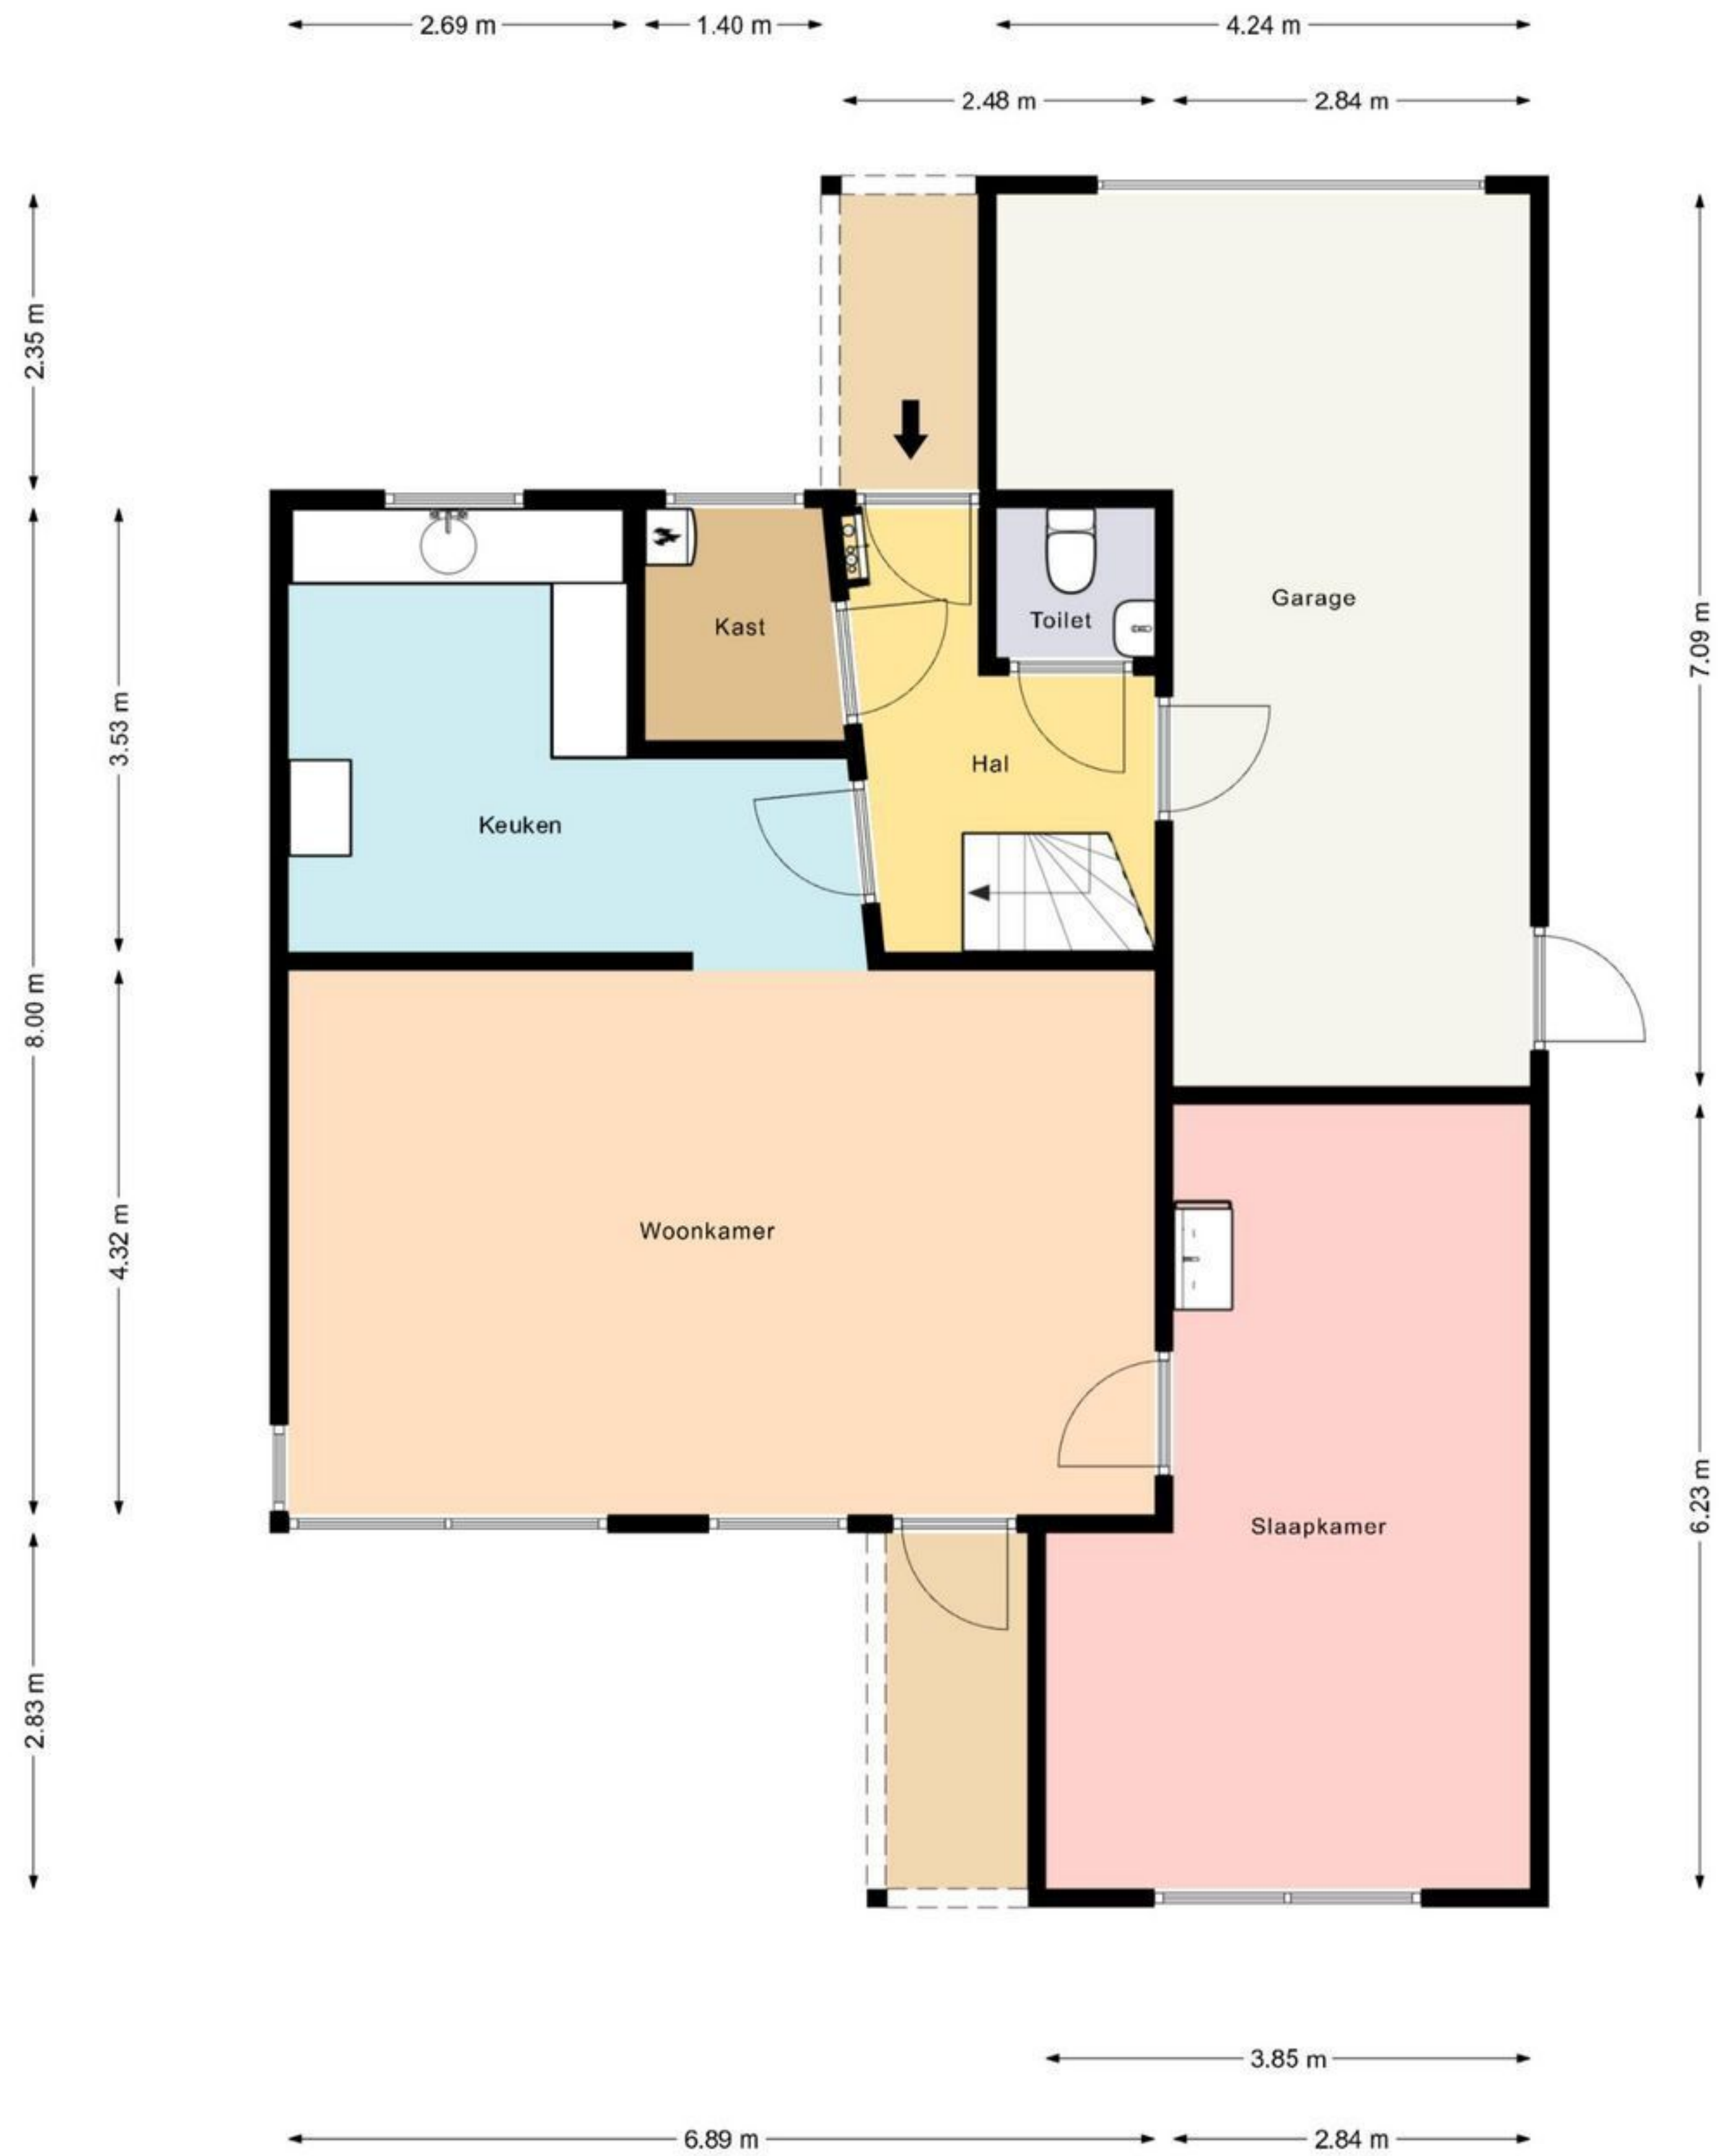 2.69 m
1.40 m
4.24 m
2.48 m
2.84 m
2.35 m
Garage
Toilet
Kast
7.09 m
3.53 m
Hal
Keuken
8.00 m
4.32 m
Woonkamer
6.23 m
Slaapkamer
2.83 m
3.85 m
6.89 m
2.84 m